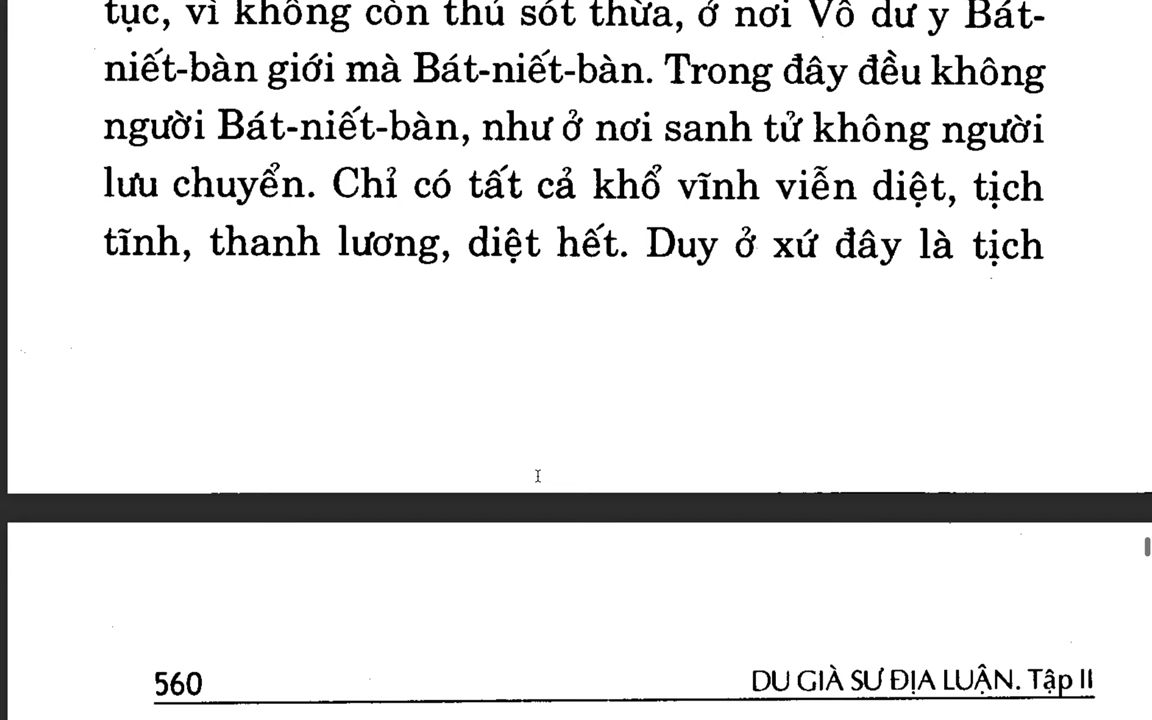 tục, vì không còn thủ sót thừa, ở nơi Vô dư y Bát-
niết-bàn giới mà Bát-niết-bàn. Trong đây đều không
người Bát-niết-bàn, như ở nơi sanh tử không người
lưu chuyển. Chỉ có tất cả khổ vĩnh viễn diệt, tịch
tĩnh, thanh lương, diệt hết. Duy ở xứ đây là tịch
560 DU GIÀ SƯ ĐỊA LUẬN. Tập II